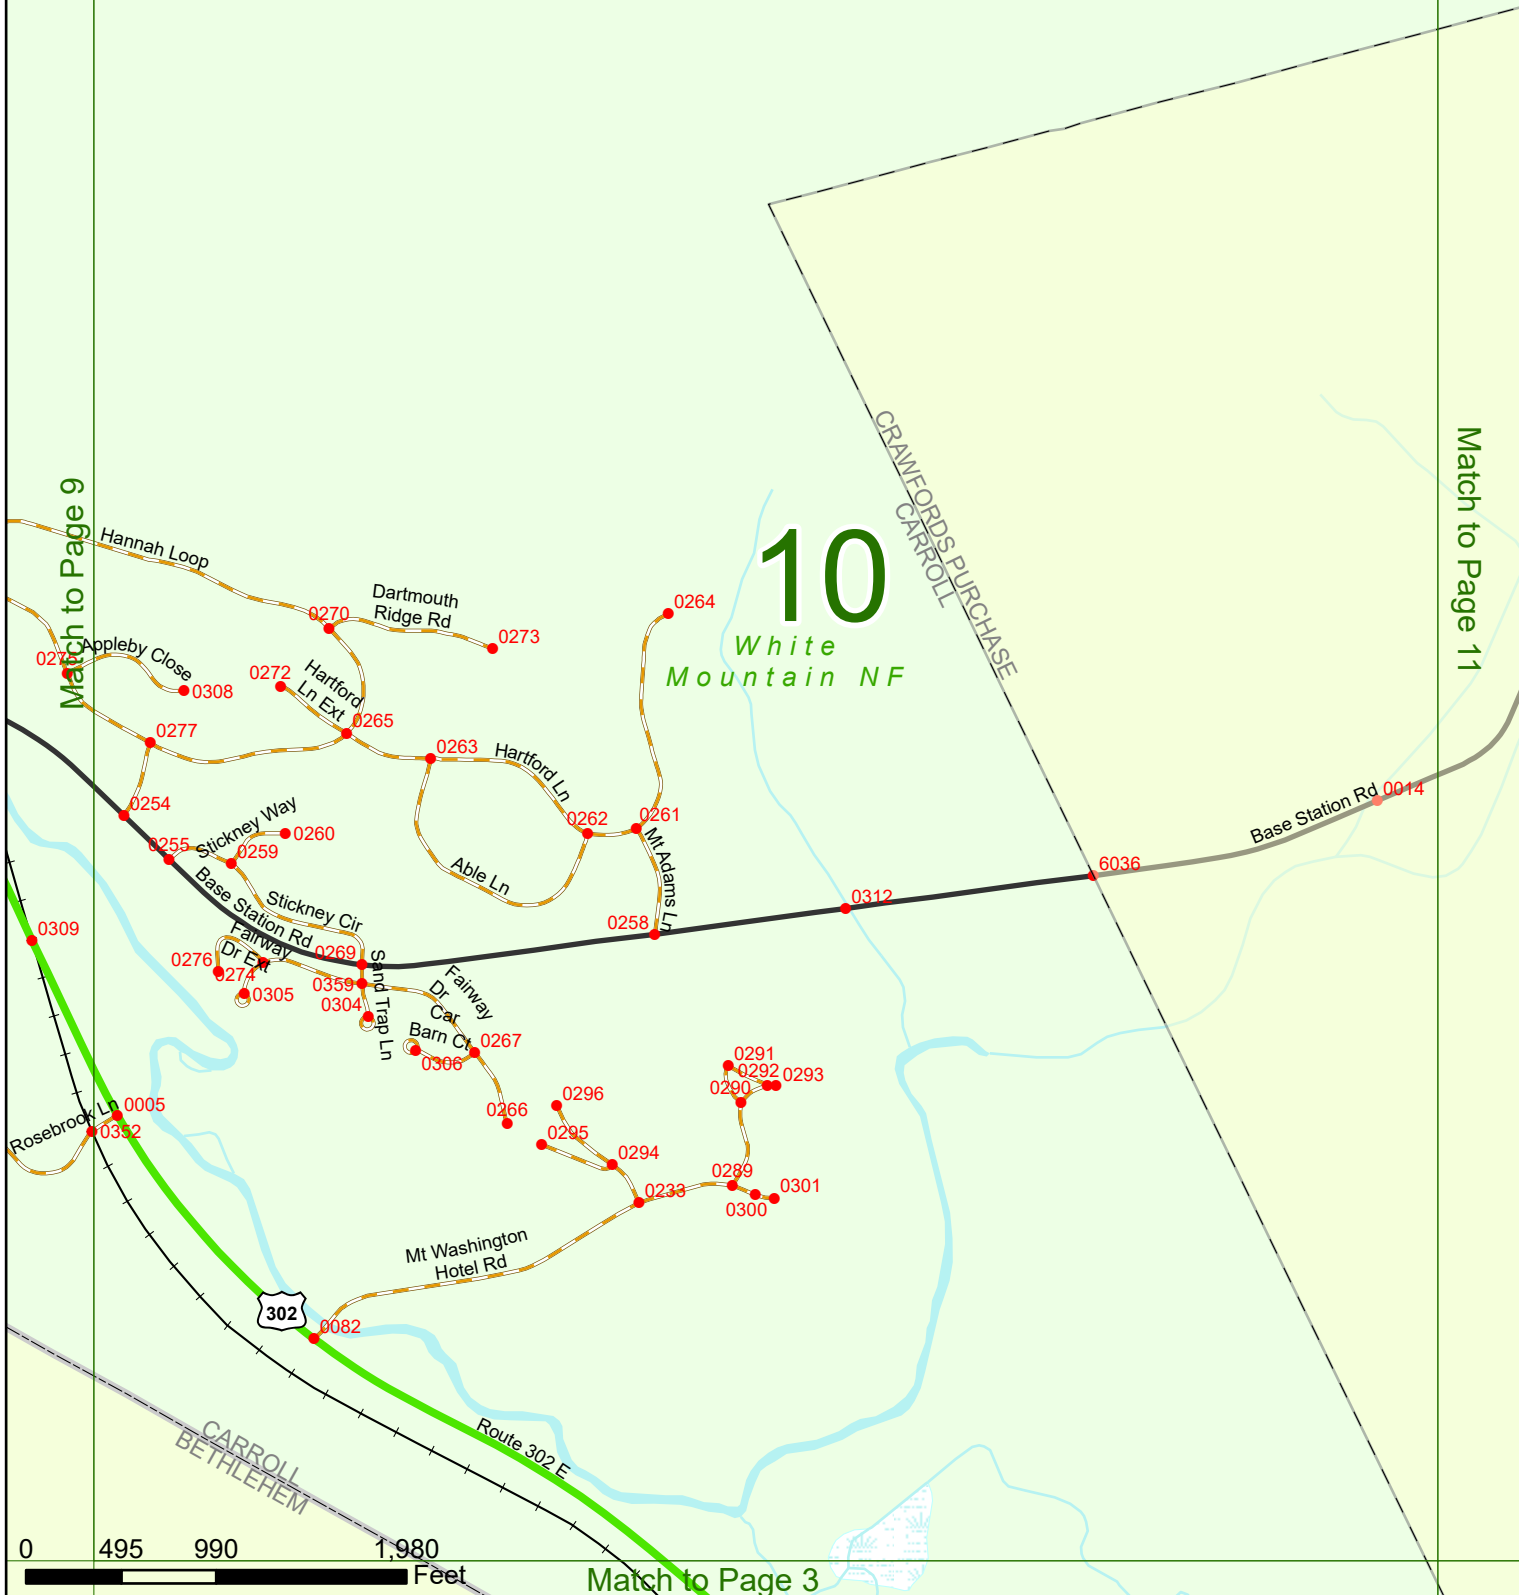 CRAWFORDS PURCHASE
CARROLL
Match to Page 9
Match to Page 11
10
White
Mountain NF
Hannah Loop
Dartmouth
Ridge Rd
0270
0273
0264
Appleby Close
0308
0272
Hartford
Ln Ext
0265
0277
0263
Hartford Ln
0254
0262
0261
Stickney Way
0260
0255
0259
Able Ln
Mt Adams Ln
Base Station Rd
0014
6036
0312
Base Station Rd
Stickney Cir
0258
0309
Fairway
Dr Ext
0269
0276
0274
0305
0359
0304
Sand Trap Ln
Fairway
Dr
Car
Barn Ct
0306
0267
0266
0291
0292
0293
0290
0296
0295
0294
0289
0233
0300
0301
Rosebrook Ln
0005
0352
Mt Washington
Hotel Rd
302
0082
Route 302 E
CARROLL
BETHLEHEM
0 495 990 1,980
Feet
Match to Page 3